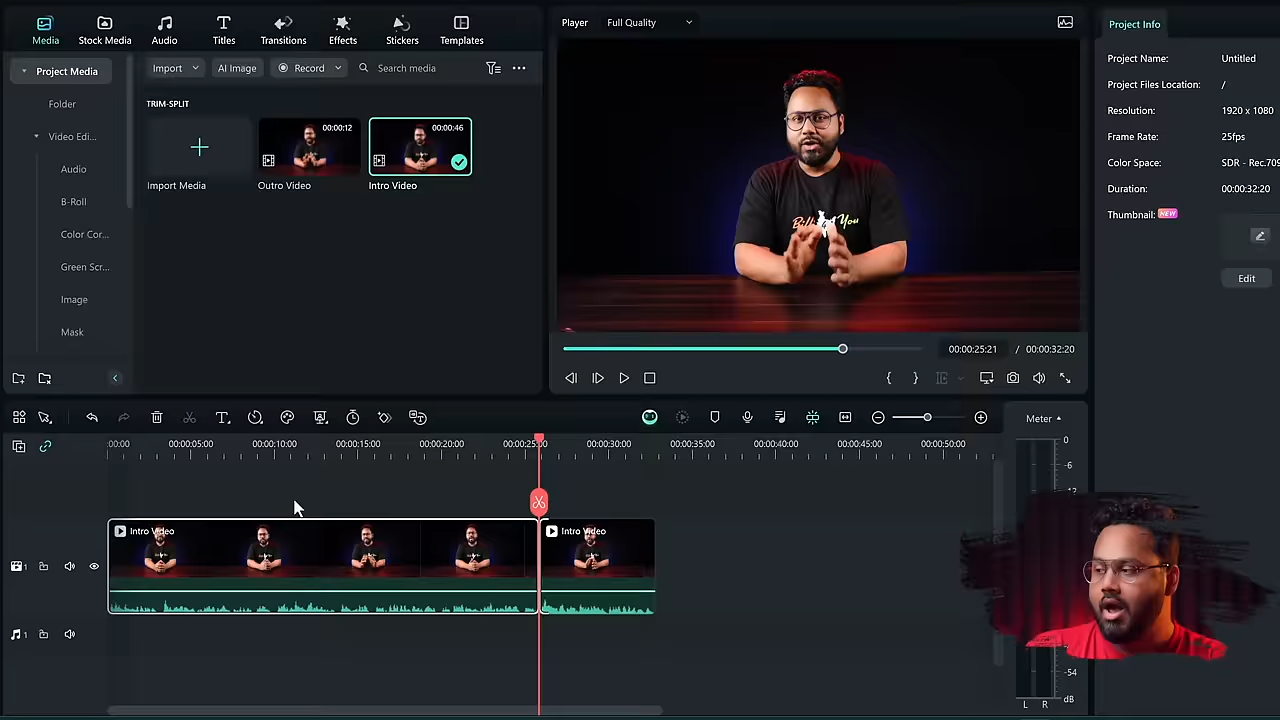 Media
Stock Media
Audio
Titles
Transitions
Effects
Stickers
Templates
Player
Full Quality
Project Info
Project Media
Import
AI Image
Record
Search media
Folder
Video Edi...
Audio
B-Roll
Color Cor...
Green Scr...
Image
Mask
TRIM-SPLIT
Import Media
00:00:12
Outro Video
00:00:46
Intro Video
You
00:00:25:21 / 00:00:32:20
Project Name: Untitled
Project Files Location: /
Resolution: 1920 x 1080
Frame Rate: 25fps
Color Space: SDR - Rec.709
Duration: 00:00:32:20
Thumbnail: NEW
Edit
Meter
:00:00
00:00:05:00
00:00:10:00
00:00:15:00
00:00:20:00
00:00:25:00
00:00:30:00
00:00:35:00
00:00:40:00
00:00:45:00
00:00:50:00
Intro Video
Intro Video
1
1
0
-6
-12
-54
dB
L R